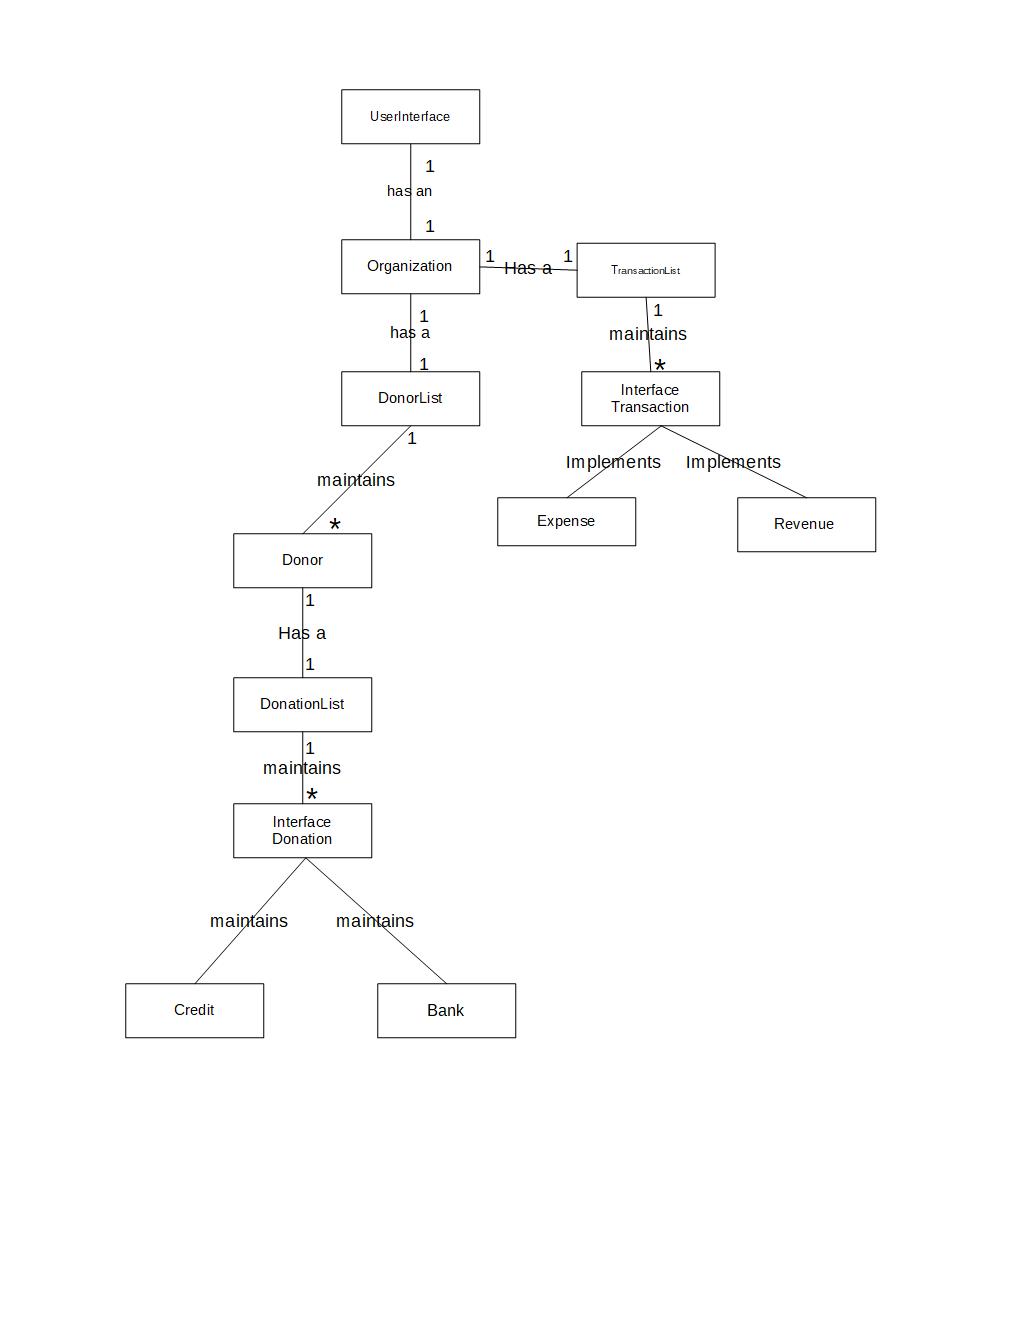 UserInterface
1
has an
1
Organization
1
Has a
1
TransactionList
1
has a
1
1
maintains
*
DonorList
Interface
Transaction
1
maintains
*
Implements
Implements
Expense
Revenue
Donor
1
Has a
1
DonationList
1
maintains
*
Interface
Donation
maintains
maintains
Credit
Bank